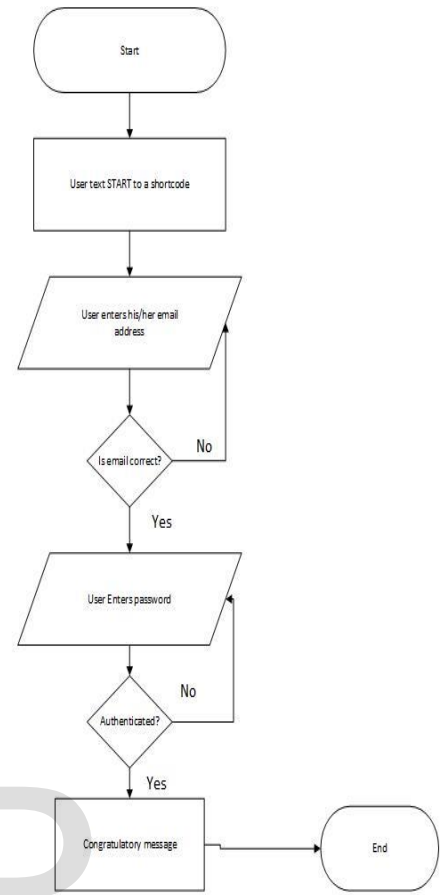 Start
User text START to a shortcode
User enters his/her email
address
Is email correct?
No
Yes
User Enters password
No
Authenticated?
Yes
Congratulatory message
End